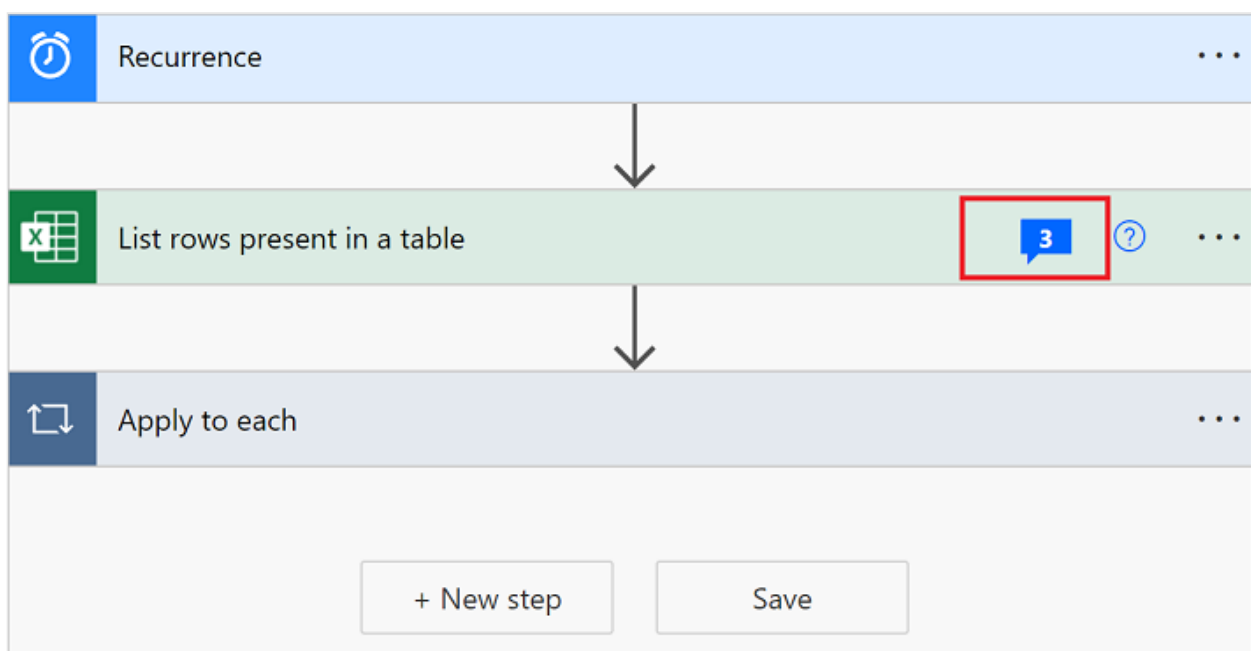 Recurrence
List rows present in a table 3 ?
Apply to each
+ New step Save